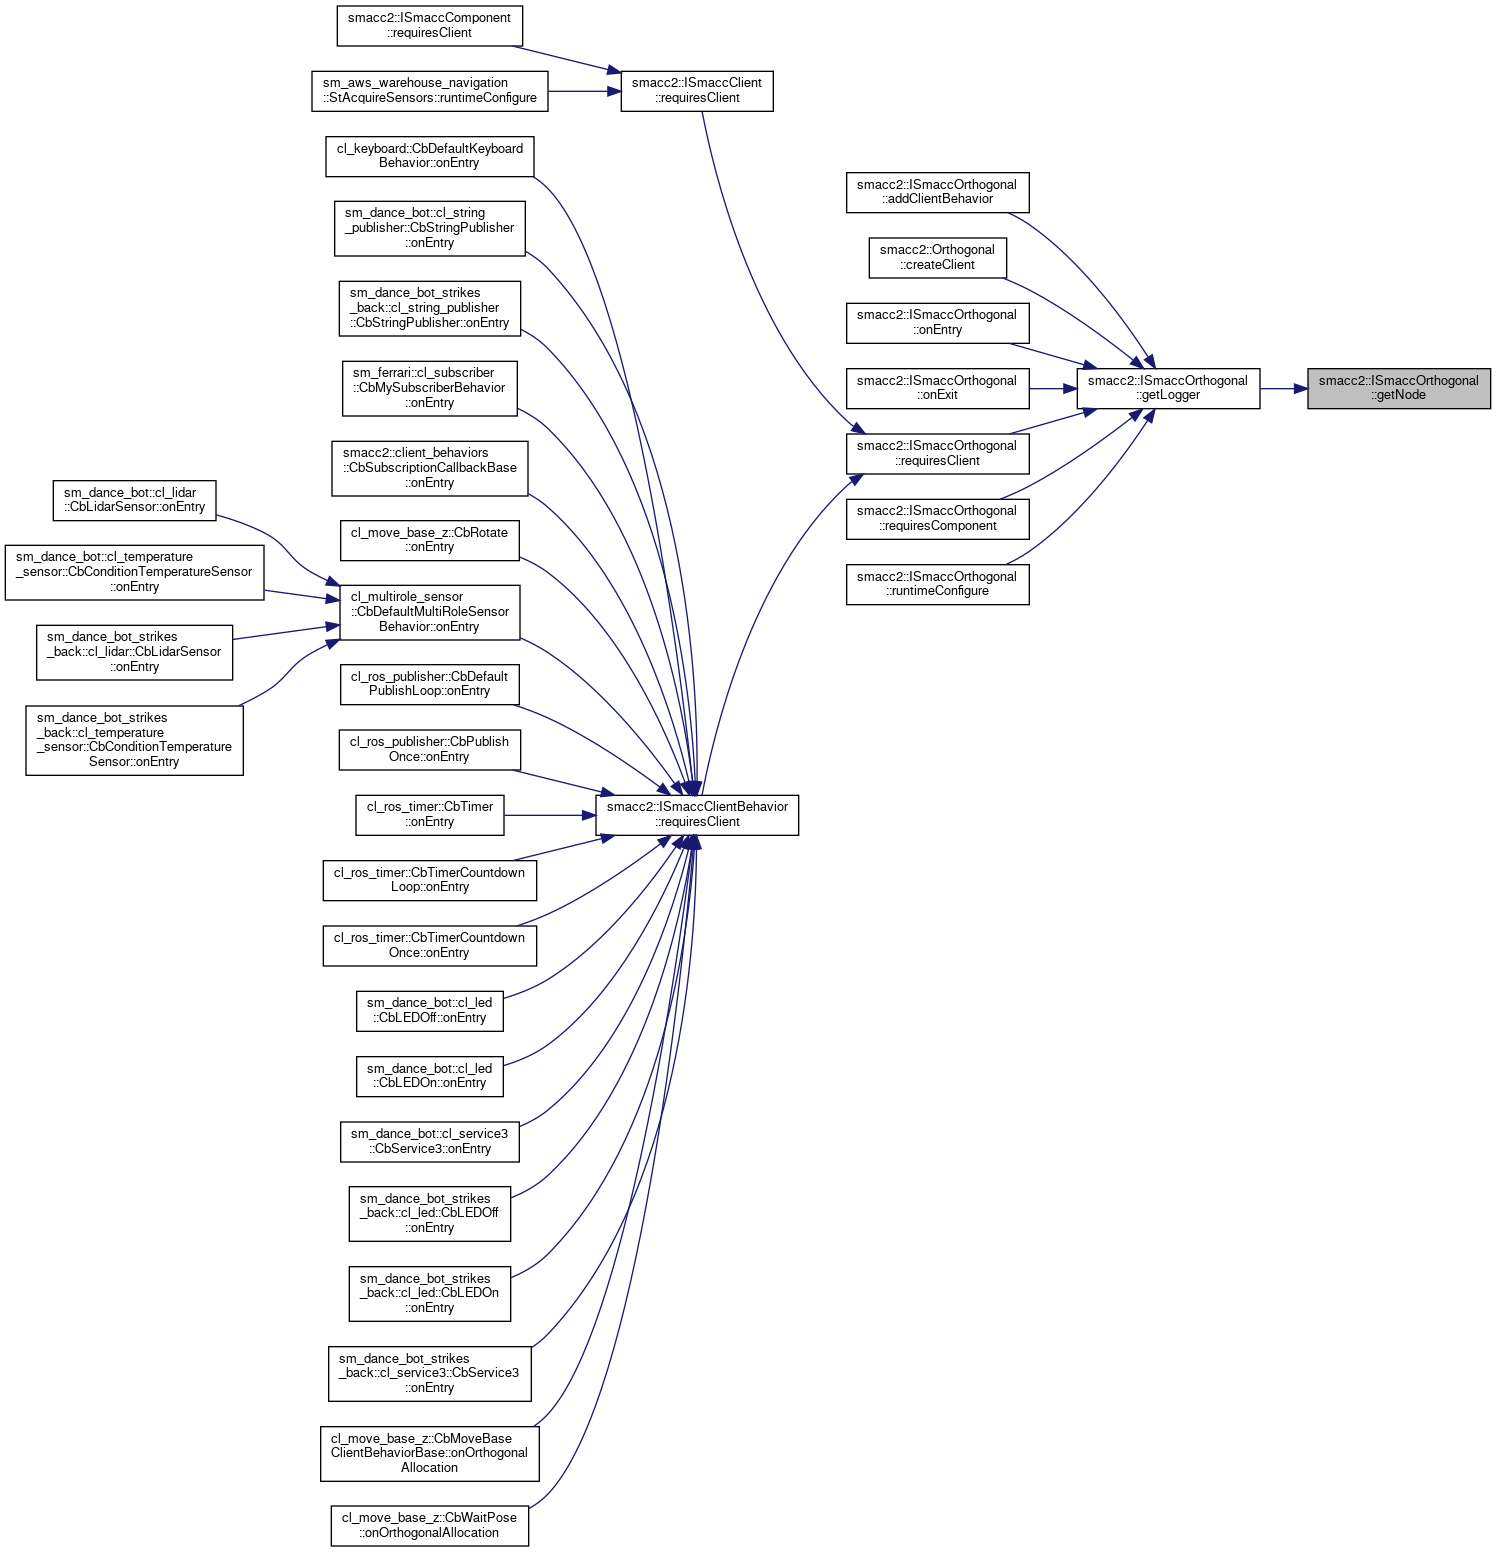 smacc2::ISmaccComponent
::requiresClient
sm_aws_warehouse_navigation
::StAcquireSensors::runtimeConfigure
smacc2::ISmaccClient
::requiresClient
cl_keyboard::CbDefaultKeyboard
Behavior::onEntry
sm_dance_bot::cl_string
_publisher::CbStringPublisher
::onEntry
sm_dance_bot_strikes
_back::cl_string_publisher
::CbStringPublisher::onEntry
sm_ferrari::cl_subscriber
::CbMySubscriberBehavior
::onEntry
smacc2::client_behaviors
::CbSubscriptionCallbackBase
::onEntry
cl_move_base_z::CbRotate
::onEntry
cl_multirole_sensor
::CbDefaultMultiRoleSensor
Behavior::onEntry
sm_dance_bot::cl_lidar
::CbLidarSensor::onEntry
sm_dance_bot::cl_temperature
_sensor::CbConditionTemperatureSensor
::onEntry
sm_dance_bot_strikes
_back::cl_lidar::CbLidarSensor
::onEntry
sm_dance_bot_strikes
_back::cl_temperature
_sensor::CbConditionTemperature
Sensor::onEntry
cl_ros_publisher::CbDefault
PublishLoop::onEntry
cl_ros_publisher::CbPublish
Once::onEntry
cl_ros_timer::CbTimer
::onEntry
cl_ros_timer::CbTimerCountdown
Loop::onEntry
cl_ros_timer::CbTimerCountdown
Once::onEntry
sm_dance_bot::cl_led
::CbLEDOff::onEntry
sm_dance_bot::cl_led
::CbLEDOn::onEntry
sm_dance_bot::cl_service3
::CbService3::onEntry
sm_dance_bot_strikes
_back::cl_led::CbLEDOff
::onEntry
sm_dance_bot_strikes
_back::cl_led::CbLEDOn
::onEntry
sm_dance_bot_strikes
_back::cl_service3::CbService3
::onEntry
cl_move_base_z::CbMoveBase
ClientBehaviorBase::onOrthogonal
Allocation
cl_move_base_z::CbWaitPose
::onOrthogonalAllocation
smacc2::ISmaccClientBehavior
::requiresClient
smacc2::ISmaccOrthogonal
::addClientBehavior
smacc2::Orthogonal
::createClient
smacc2::ISmaccOrthogonal
::onEntry
smacc2::ISmaccOrthogonal
::onExit
smacc2::ISmaccOrthogonal
::requiresClient
smacc2::ISmaccOrthogonal
::requiresComponent
smacc2::ISmaccOrthogonal
::runtimeConfigure
smacc2::ISmaccOrthogonal
::getLogger
smacc2::ISmaccOrthogonal
::getNode